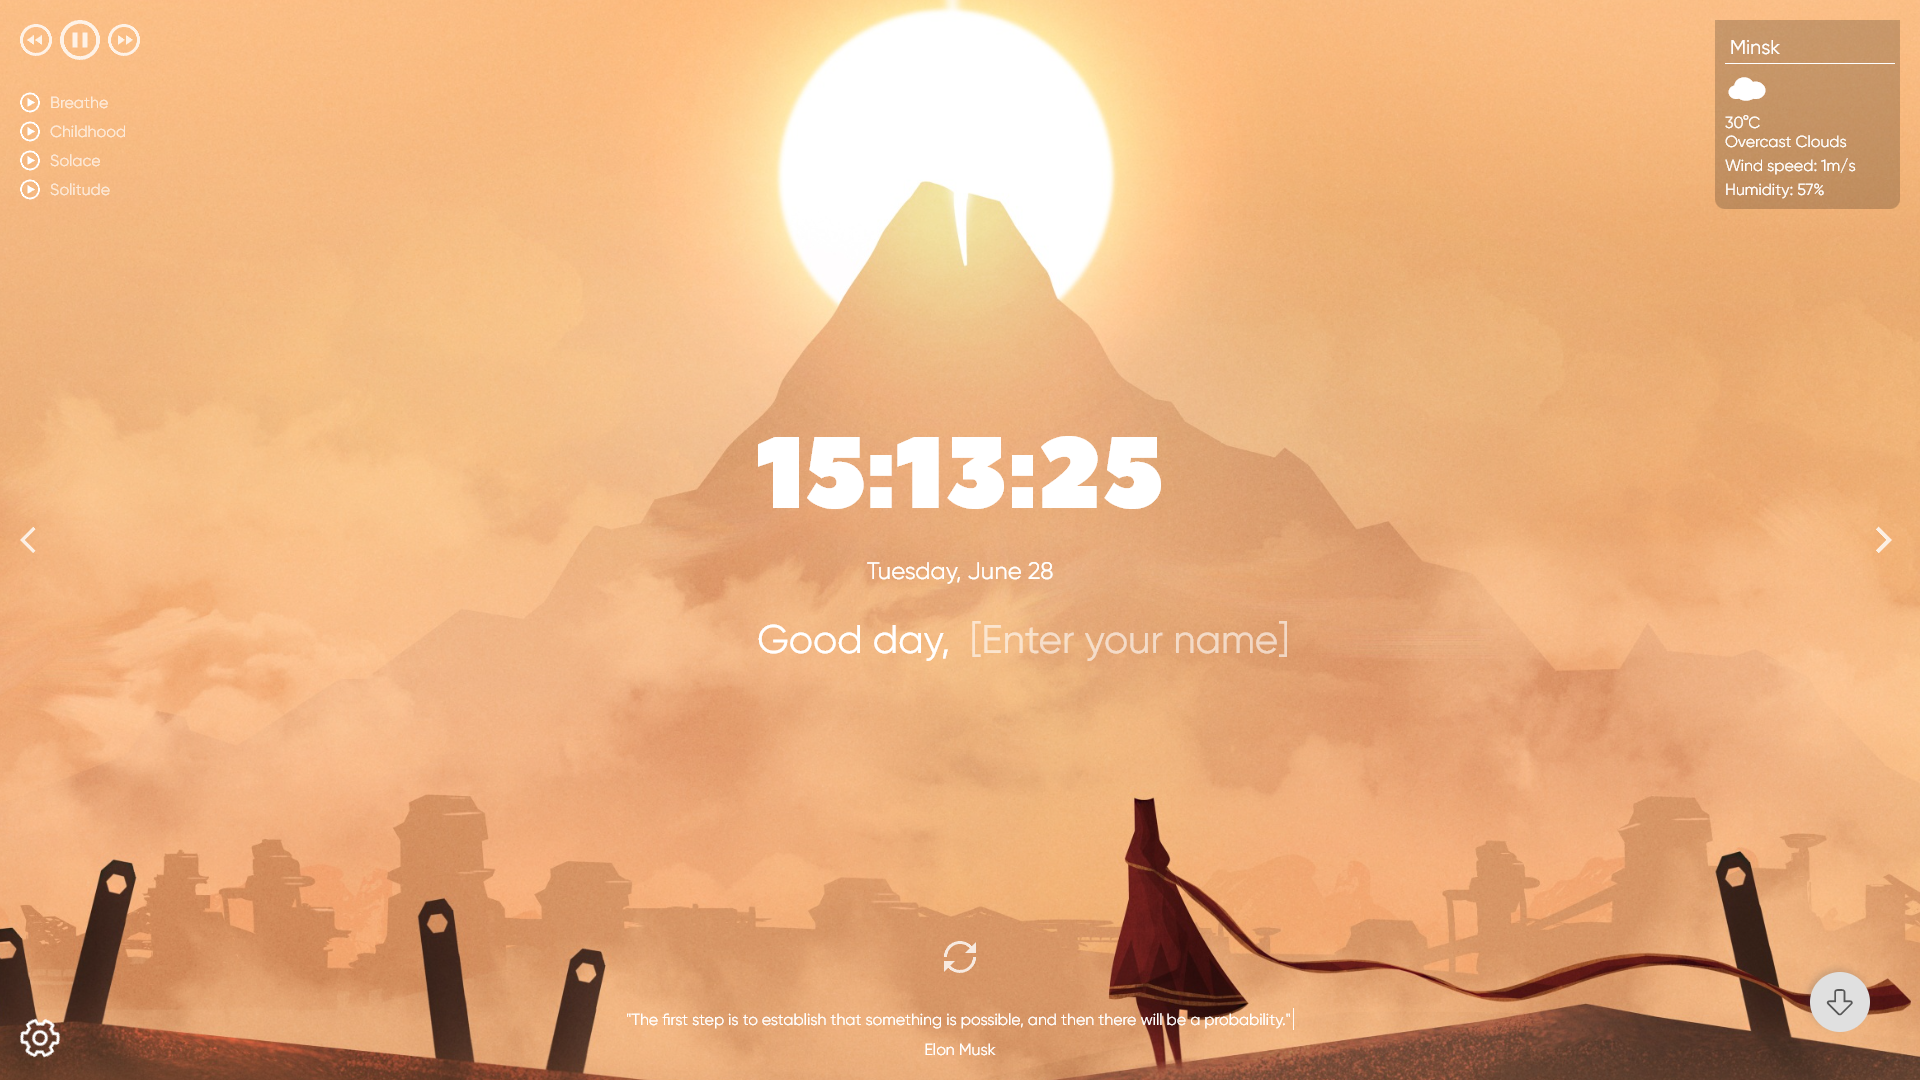 Breathe
Childhood
Solace
Solitude
Minsk
30°C
Overcast Clouds
Wind speed: 1m/s
Humidity: 57%
15:13:25
Tuesday, June 28
Good day, [Enter your name]
"The first step is to establish that something is possible, and then there will be a probability."
Elon Musk